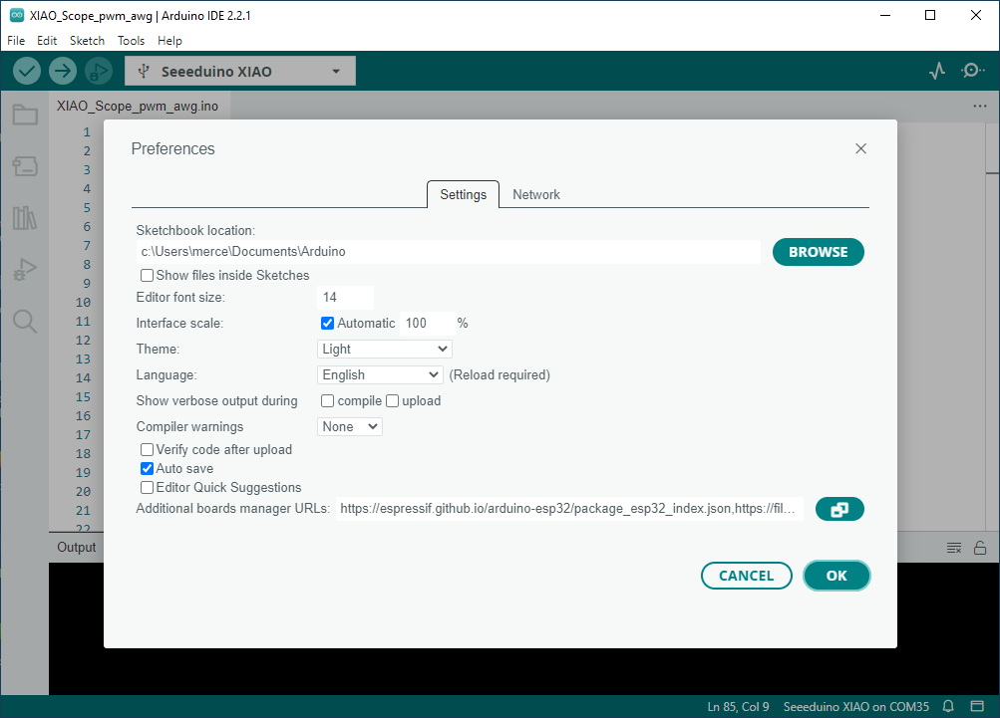 XIAO_Scope_pwm_awg | Arduino IDE 2.2.1
File Edit Sketch Tools Help
Seeeduino XIAO
XIAO_Scope_pwm_awg.ino
1
2
3
4
5
6
7
8
9
10
11
12
13
14
15
16
17
18
19
20
21
22
Preferences
Settings Network
Sketchbook location:
c:\Users\merce\Documents\Arduino
BROWSE
Show files inside Sketches
Editor font size: 14
Interface scale: Automatic 100 %
Theme: Light
Language: English (Reload required)
Show verbose output during compile upload
Compiler warnings None
Verify code after upload
Auto save
Editor Quick Suggestions
Additional boards manager URLs: https://espressif.github.io/arduino-esp32/package_esp32_index.json,https://fil...
CANCEL OK
Output
Ln 85, Col 9 Seeeduino XIAO on COM35